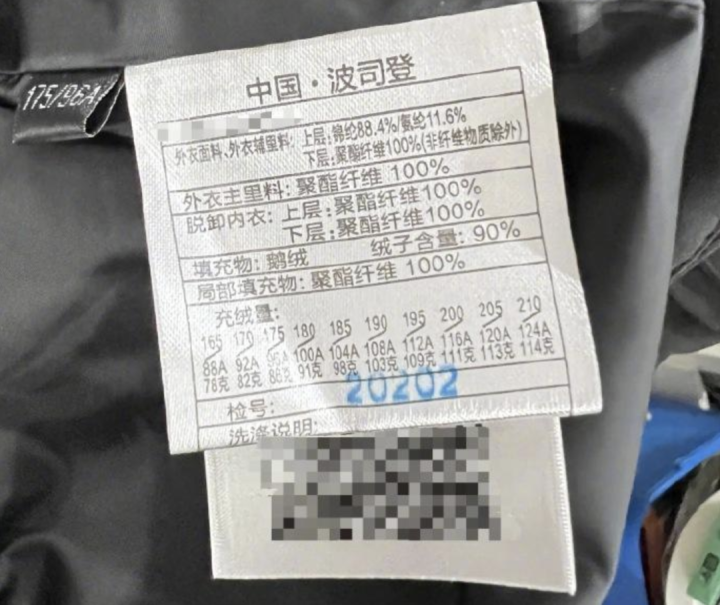 175/96A
中国·波司登
外衣面料、外衣辅里料: 上层:锦纶88.4%/氨纶11.6%
下层:聚酯纤维100%(非纤维物质除外)
外衣主里料: 聚酯纤维 100%
脱卸内衣: 上层:聚酯纤维100%
下层:聚酯纤维100%
填充物: 鹅绒 绒子含量: 90%
局部填充物: 聚酯纤维 100%
充绒量:
165 170 175 180 185 190 195 200 205 210
88A 92A 96A 100A 104A 108A 112A 116A 120A 124A
78克 82克 86克 91克 98克 103克 109克 111克 113克 114克
检号: 20202
洗涤说明: